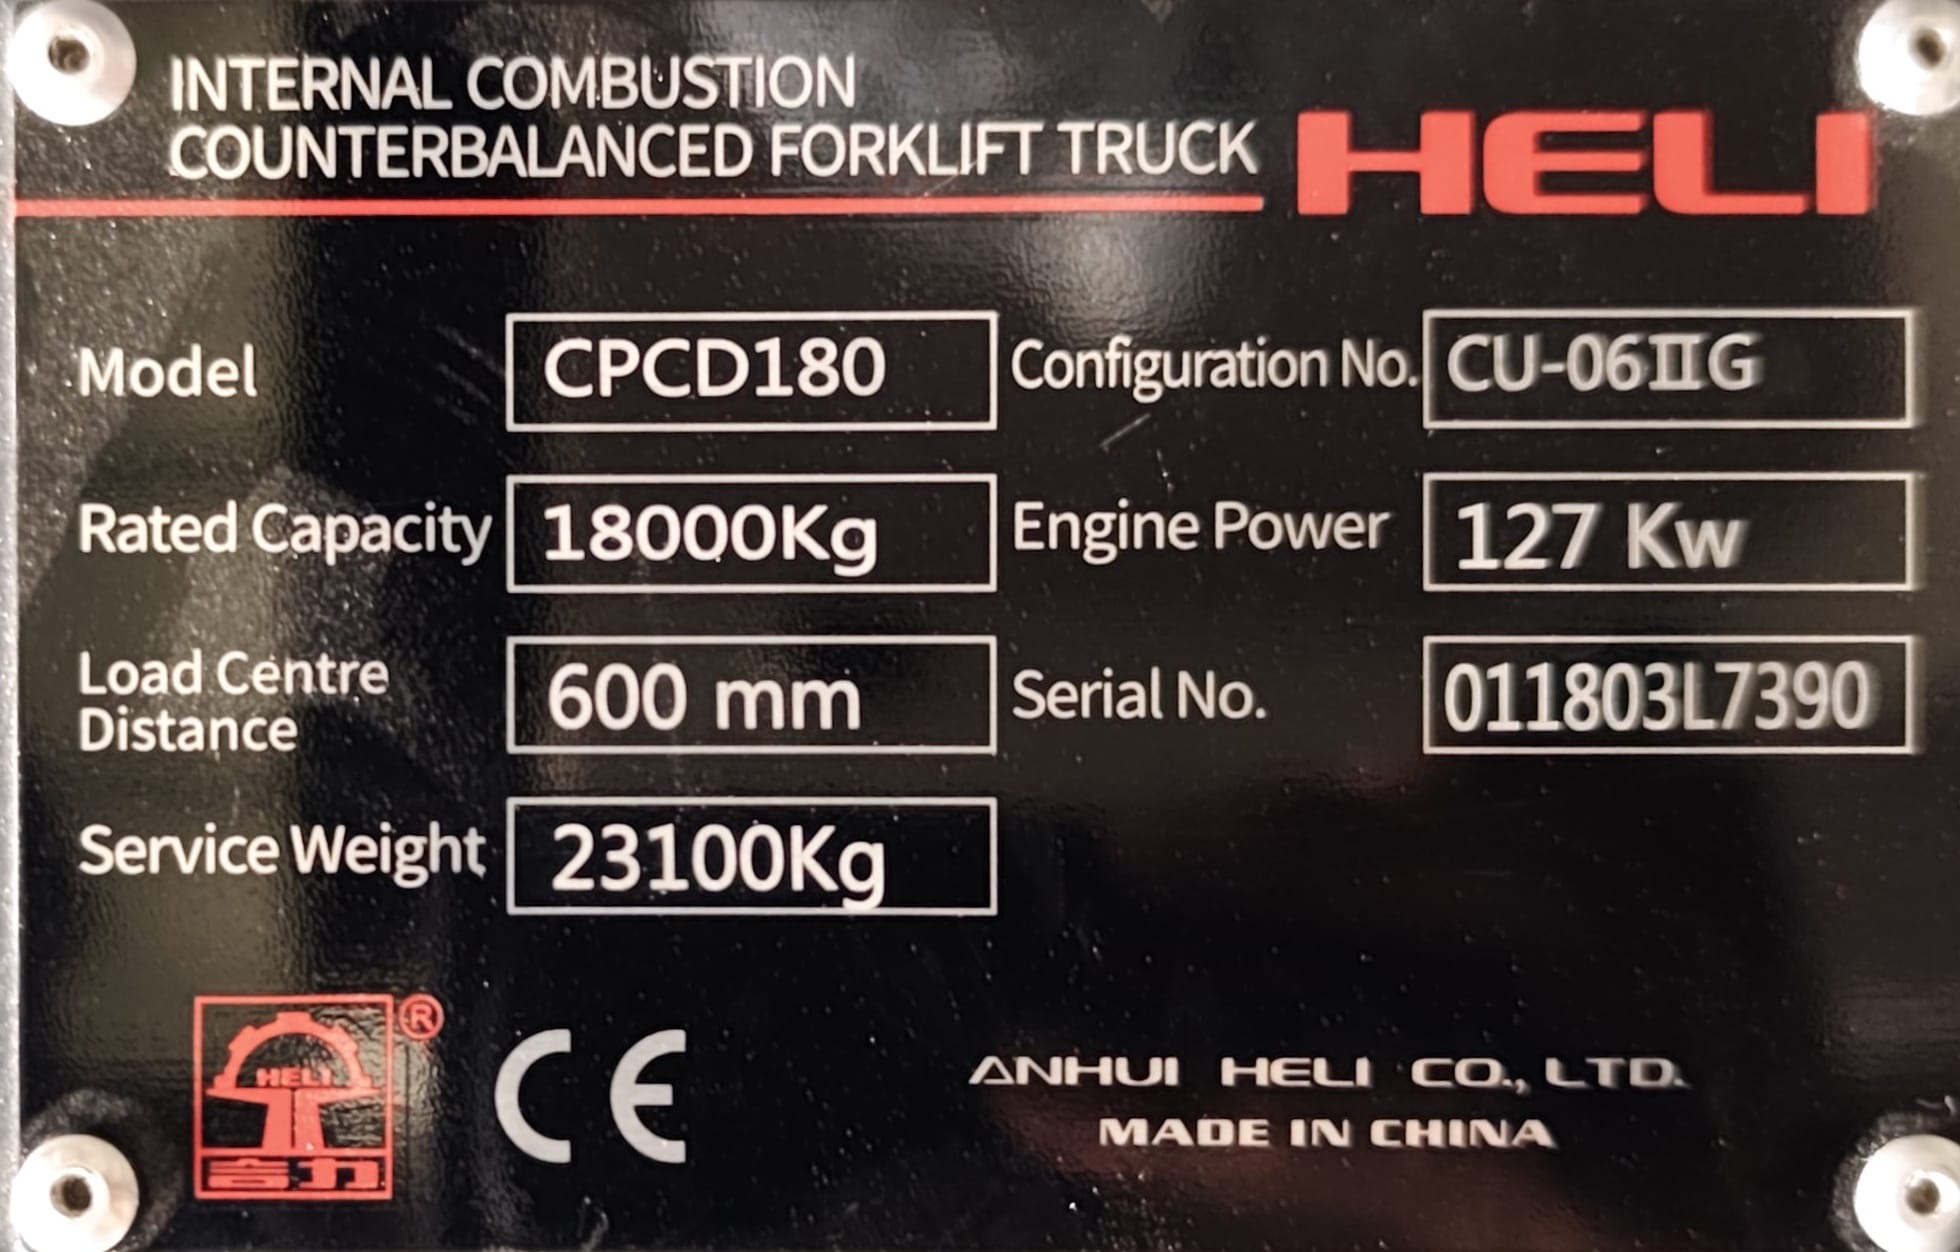 INTERNAL COMBUSTION
COUNTERBALANCED FORKLIFT TRUCK
HELI
Model CPCD180 Configuration No. CU-06ⅡG
Rated Capacity 18000Kg Engine Power 127 Kw
Load Centre
Distance 600 mm Serial No. 011803L7390
Service Weight 23100Kg
®
HELI
合力
CE
ANHUI HELI CO., LTD.
MADE IN CHINA